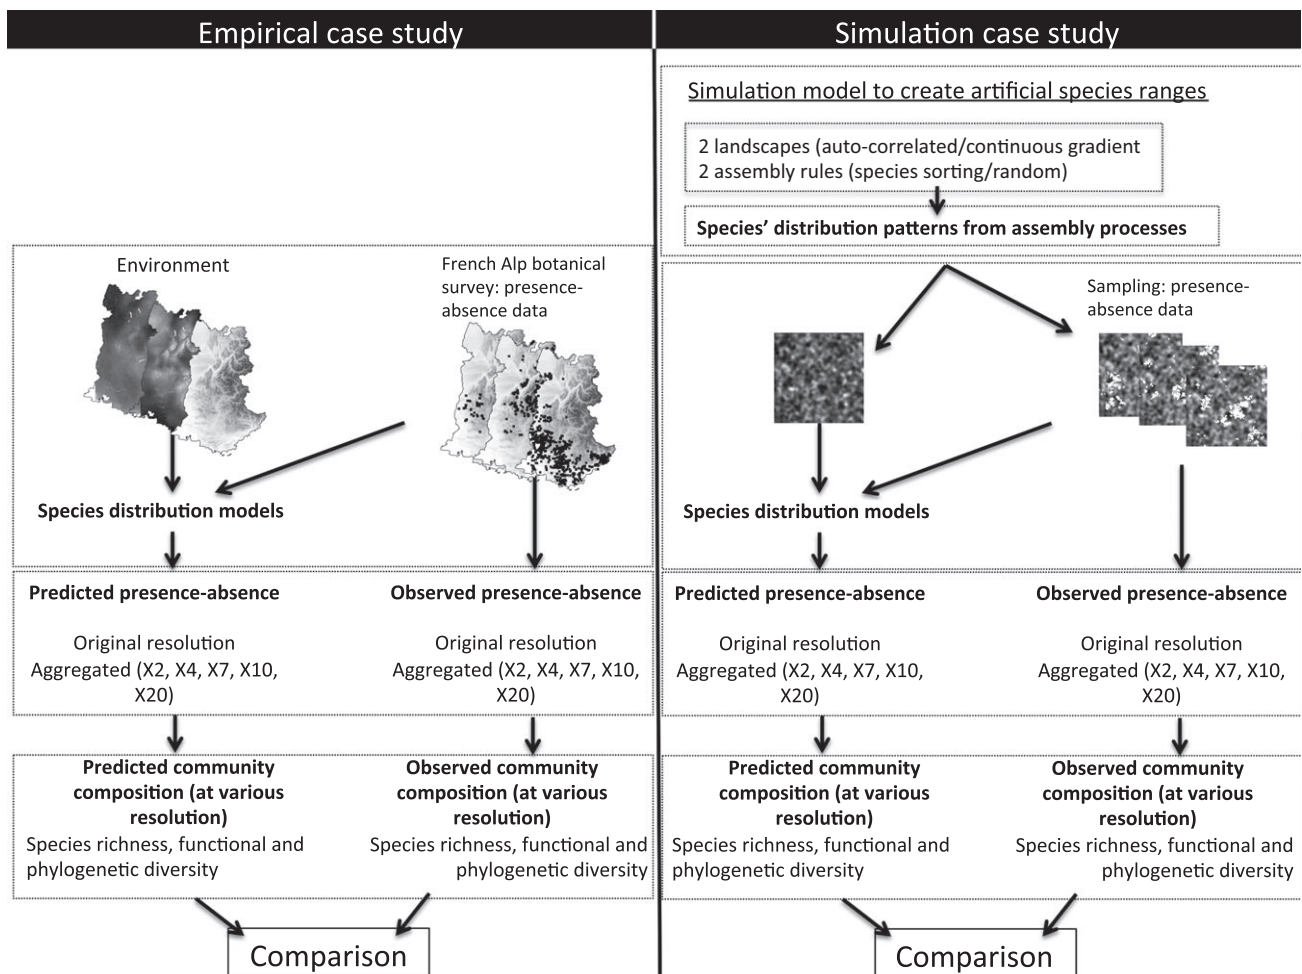 Empirical case study
Simulation case study
Simulation model to create artificial species ranges
2 landscapes (auto-correlated/continuous gradient
2 assembly rules (species sorting/random)
Species' distribution patterns from assembly processes
Environment
French Alp botanical
survey: presence-
absence data
Species distribution models
Sampling: presence-
absence data
Species distribution models
Predicted presence-absence
Original resolution
Aggregated (X2, X4, X7, X10,
X20)
Observed presence-absence
Original resolution
Aggregated (X2, X4, X7, X10,
X20)
Predicted presence-absence
Original resolution
Aggregated (X2, X4, X7, X10,
X20)
Observed presence-absence
Original resolution
Aggregated (X2, X4, X7, X10,
X20)
Predicted community
composition (at various
resolution)
Species richness, functional and
phylogenetic diversity
Observed community
composition (at various
resolution)
Species richness, functional and
phylogenetic diversity
Predicted community
composition (at various
resolution)
Species richness, functional and
phylogenetic diversity
Observed community
composition (at various
resolution)
Species richness, functional and
phylogenetic diversity
Comparison
Comparison